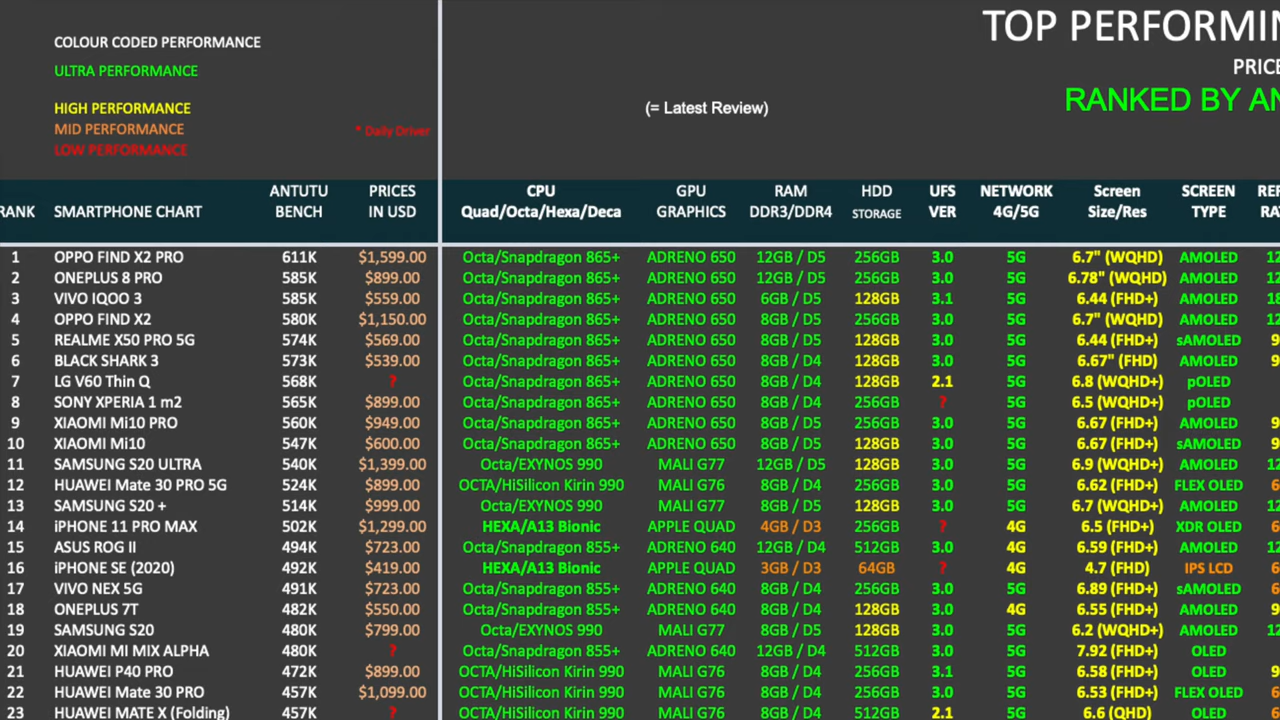 TOP PERFORMIN
COLOUR CODED PERFORMANCE
PRICE
ULTRA PERFORMANCE
RANKED BY AN
HIGH PERFORMANCE
(= Latest Review)
MID PERFORMANCE
* Daily Driver
LOW PERFORMANCE
RANK SMARTPHONE CHART ANTUTU BENCH PRICES IN USD CPU Quad/Octa/Hexa/Deca GPU GRAPHICS RAM DDR3/DDR4 HDD STORAGE UFS VER NETWORK 4G/5G Screen Size/Res SCREEN TYPE REF RAT
1 OPPO FIND X2 PRO 611K $1,599.00 Octa/Snapdragon 865+ ADRENO 650 12GB / D5 256GB 3.0 5G 6.7" (WQHD) AMOLED 12
2 ONEPLUS 8 PRO 585K $899.00 Octa/Snapdragon 865+ ADRENO 650 12GB / D5 256GB 3.0 5G 6.78" (WQHD) AMOLED 12
3 VIVO IQOO 3 585K $559.00 Octa/Snapdragon 865+ ADRENO 650 6GB / D5 128GB 3.1 5G 6.44 (FHD+) AMOLED 18
4 OPPO FIND X2 580K $1,150.00 Octa/Snapdragon 865+ ADRENO 650 8GB / D5 256GB 3.0 5G 6.7" (WQHD) AMOLED 12
5 REALME X50 PRO 5G 574K $569.00 Octa/Snapdragon 865+ ADRENO 650 8GB / D5 128GB 3.0 5G 6.44 (FHD+) sAMOLED 9
6 BLACK SHARK 3 573K $539.00 Octa/Snapdragon 865+ ADRENO 650 8GB / D4 128GB 3.0 5G 6.67" (FHD) AMOLED 9
7 LG V60 Thin Q 568K ? Octa/Snapdragon 865+ ADRENO 650 8GB / D4 128GB 2.1 5G 6.8 (WQHD+) pOLED
8 SONY XPERIA 1 m2 565K $899.00 Octa/Snapdragon 865+ ADRENO 650 8GB / D4 256GB ? 5G 6.5 (WQHD+) pOLED
9 XIAOMI Mi10 PRO 560K $949.00 Octa/Snapdragon 865+ ADRENO 650 8GB / D5 256GB 3.0 5G 6.67 (FHD+) AMOLED 9
10 XIAOMI Mi10 547K $600.00 Octa/Snapdragon 865+ ADRENO 650 8GB / D5 128GB 3.0 5G 6.67 (FHD+) sAMOLED 9
11 SAMSUNG S20 ULTRA 540K $1,399.00 Octa/EXYNOS 990 MALI G77 12GB / D5 128GB 3.0 5G 6.9 (WQHD+) AMOLED 12
12 HUAWEI Mate 30 PRO 5G 524K $899.00 OCTA/HiSilicon Kirin 990 MALI G76 8GB / D4 256GB 3.0 5G 6.62 (FHD+) FLEX OLED 6
13 SAMSUNG S20 + 514K $999.00 Octa/EXYNOS 990 MALI G77 8GB / D5 128GB 3.0 5G 6.7 (WQHD+) AMOLED 12
14 iPHONE 11 PRO MAX 502K $1,299.00 HEXA/A13 Bionic APPLE QUAD 4GB / D3 256GB ? 4G 6.5 (FHD+) XDR OLED 6
15 ASUS ROG II 494K $723.00 Octa/Snapdragon 855+ ADRENO 640 12GB / D4 512GB 3.0 4G 6.59 (FHD+) AMOLED 12
16 iPHONE SE (2020) 492K $419.00 HEXA/A13 Bionic APPLE QUAD 3GB / D3 64GB ? 4G 4.7 (FHD) IPS LCD 6
17 VIVO NEX 5G 491K $723.00 Octa/Snapdragon 855+ ADRENO 640 8GB / D4 256GB 3.0 5G 6.89 (FHD+) sAMOLED 6
18 ONEPLUS 7T 482K $550.00 Octa/Snapdragon 855+ ADRENO 640 8GB / D4 128GB 3.0 4G 6.55 (FHD+) AMOLED 9
19 SAMSUNG S20 480K $799.00 Octa/EXYNOS 990 MALI G77 8GB / D5 128GB 3.0 5G 6.2 (WQHD+) AMOLED 12
20 XIAOMI MI MIX ALPHA 480K ? Octa/Snapdragon 855+ ADRENO 640 12GB / D4 512GB 3.0 5G 7.92 (FHD+) OLED
21 HUAWEI P40 PRO 472K $899.00 OCTA/HiSilicon Kirin 990 MALI G76 8GB / D4 256GB 3.1 5G 6.58 (FHD+) OLED 9
22 HUAWEI Mate 30 PRO 457K $1,099.00 OCTA/HiSilicon Kirin 990 MALI G76 8GB / D4 256GB 3.0 5G 6.53 (FHD+) FLEX OLED 6
23 HUAWEI MATE X (Folding) 457K ? OCTA/HiSilicon Kirin 990 MALI G76 8GB / D4 512GB 2.1 5G 6.6 (QHD) OLED 6